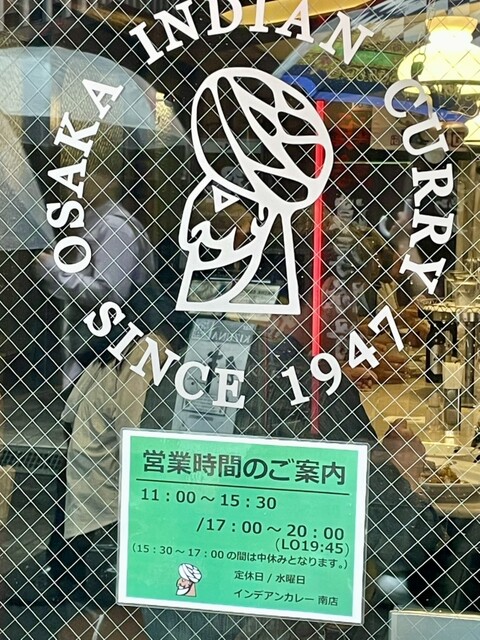 OSAKA INDIAN CURRY
SINCE 1947
営業時間のご案内
11：00～15：30
/17：00～20：00
(LO19:45)
（15：30～17：00の間は中休みとなります。）
定休日/水曜日
インデアンカレー 南店